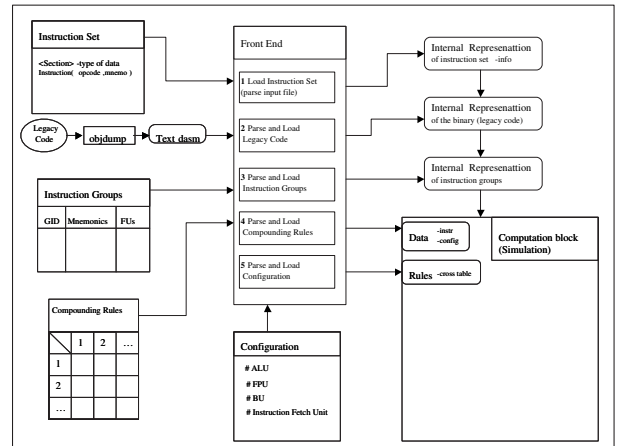 Instruction Set
<Section> -type of data
Instruction( opcode ,mnemo )
Legacy
Code
objdump
Text dasm
Instruction Groups
GID Mnemonics FUs
Compounding Rules
1 2 ...
1
2
...
Front End
1 Load Instruction Set
(parse input file)
2 Parse and Load
Legacy Code
3 Parse and Load
Instruction Groups
4 Parse and Load
Compounding Rules
5 Parse and Load
Configuration
Configuration
# ALU
# FPU
# BU
# Instruction Fetch Unit
Internal Represenattion
of instruction set -info
Internal Represenattion
of the binary (legacy code)
Internal Represenattion
of instruction groups
Data -instr
-config
Rules -cross table
Computation block
(Simulation)